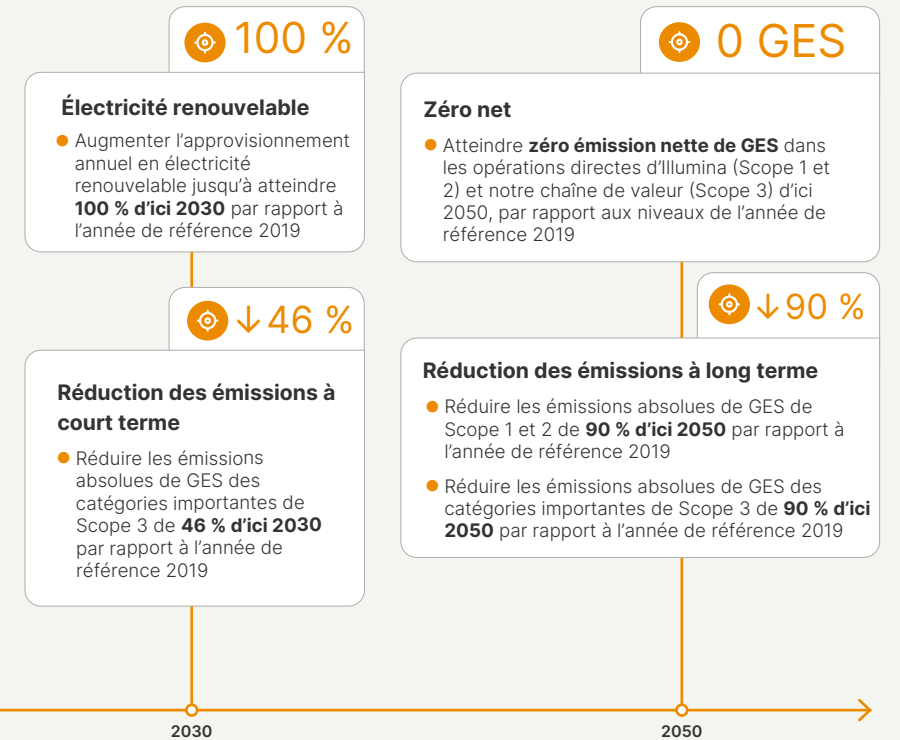 100 %
Électricité renouvelable
Augmenter l’approvisionnement
annuel en électricité
renouvelable jusqu’à atteindre
100 % d’ici 2030 par rapport à
l’année de référence 2019
↓46 %
Réduction des émissions à
court terme
Réduire les émissions
absolues de GES des
catégories importantes de
Scope 3 de 46 % d’ici 2030
par rapport à l’année de
référence 2019
0 GES
Zéro net
Atteindre zéro émission nette de GES dans
les opérations directes d’Illumina (Scope 1 et
2) et notre chaîne de valeur (Scope 3) d’ici
2050, par rapport aux niveaux de l’année de
référence 2019
↓90 %
Réduction des émissions à long terme
Réduire les émissions absolues de GES de
Scope 1 et 2 de 90 % d’ici 2050 par rapport à
l’année de référence 2019
Réduire les émissions absolues de GES des
catégories importantes de Scope 3 de 90 % d’ici
2050 par rapport à l’année de référence 2019
2030
2050